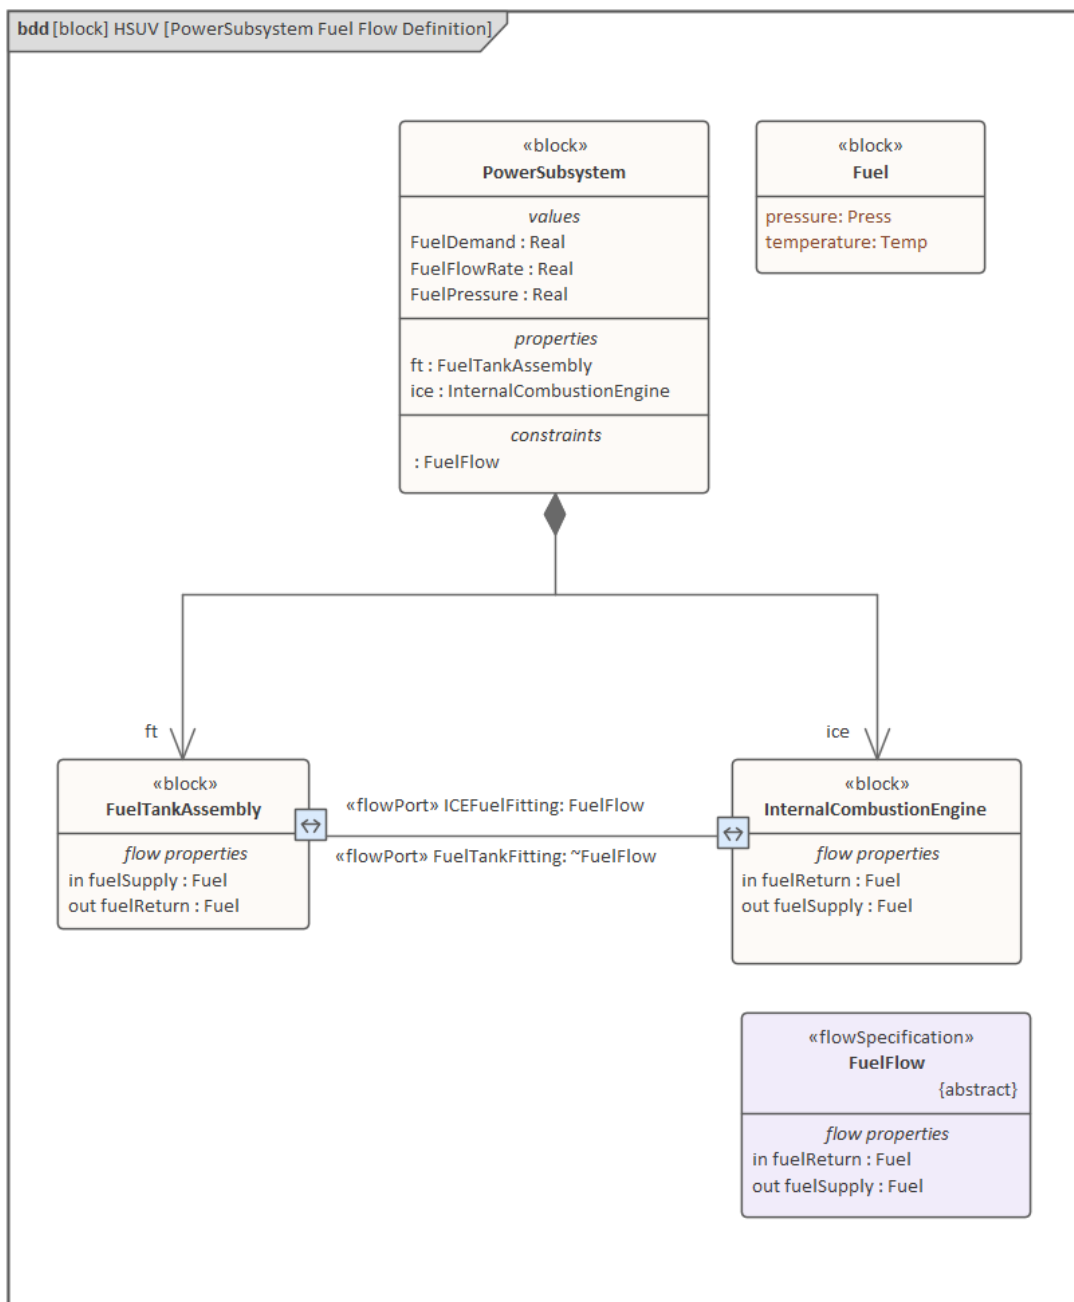 bdd [block] HSUV [PowerSubsystem Fuel Flow Definition]
«block»
PowerSubsystem
values
FuelDemand : Real
FuelFlowRate : Real
FuelPressure : Real
properties
ft : FuelTankAssembly
ice : InternalCombustionEngine
constraints
: FuelFlow
«block»
Fuel
pressure: Press
temperature: Temp
ft
ice
«block»
FuelTankAssembly
flow properties
in fuelSupply : Fuel
out fuelReturn : Fuel
«flowPort» ICEFuelFitting: FuelFlow
«flowPort» FuelTankFitting: ~FuelFlow
«block»
InternalCombustionEngine
flow properties
in fuelReturn : Fuel
out fuelSupply : Fuel
«flowSpecification»
FuelFlow
{abstract}
flow properties
in fuelReturn : Fuel
out fuelSupply : Fuel